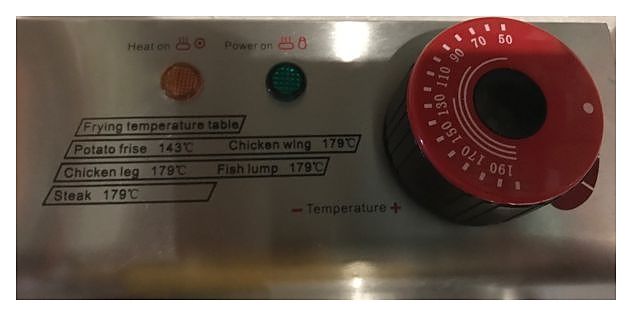 Heat on Power on
Frying temperature table
Potato frise 143℃ Chicken wing 179℃
Chicken leg 179℃ Fish lump 179℃
Steak 179℃
− Temperature +
50 70 90 110 130 150 170 190